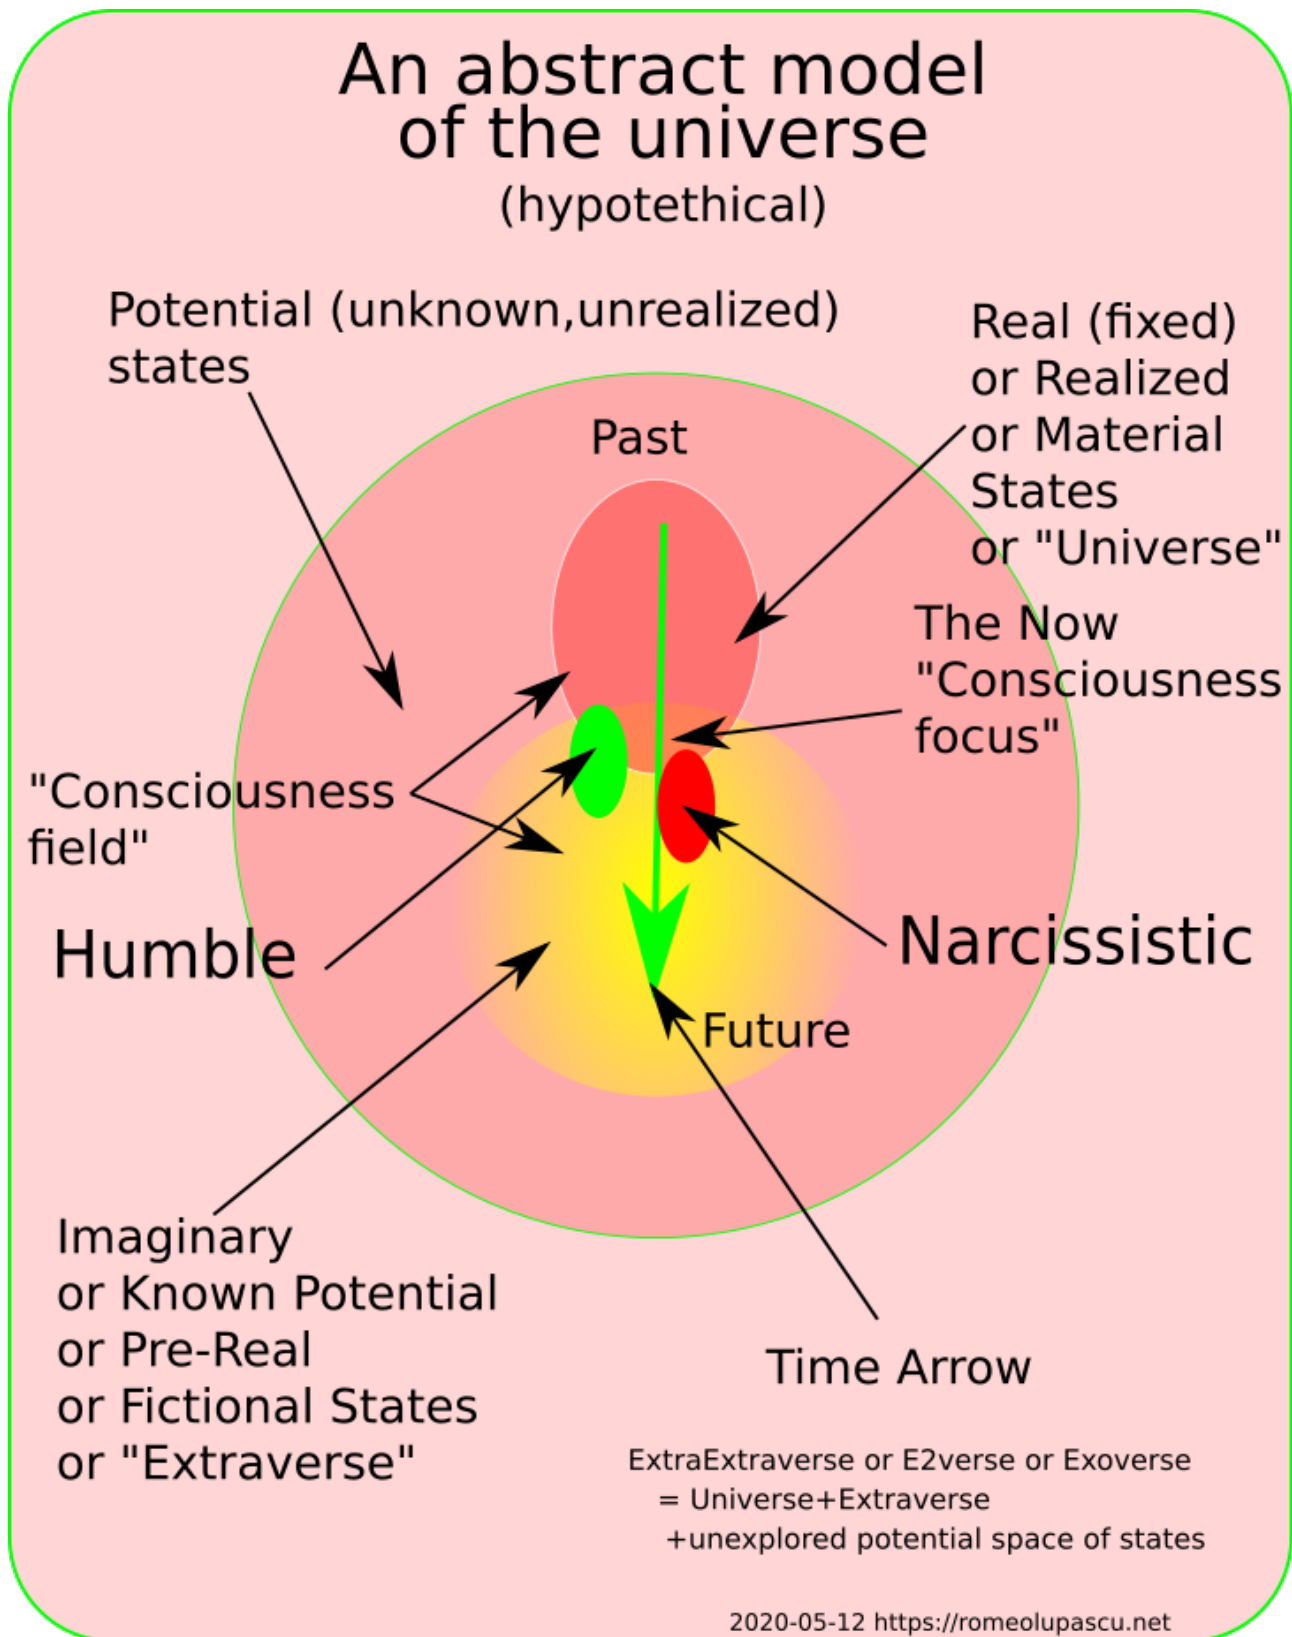 An abstract model
of the universe
(hypotethical)
Potential (unknown,unrealized)
states
Real (fixed)
or Realized
or Material
States
or "Universe"
Past
The Now
"Consciousness
focus"
"Consciousness
field"
Humble
Narcissistic
Future
Imaginary
or Known Potential
or Pre-Real
or Fictional States
or "Extraverse"
Time Arrow
ExtraExtraverse or E2verse or Exoverse
= Universe+Extraverse
+unexplored potential space of states
2020-05-12 https://romeolupascu.net